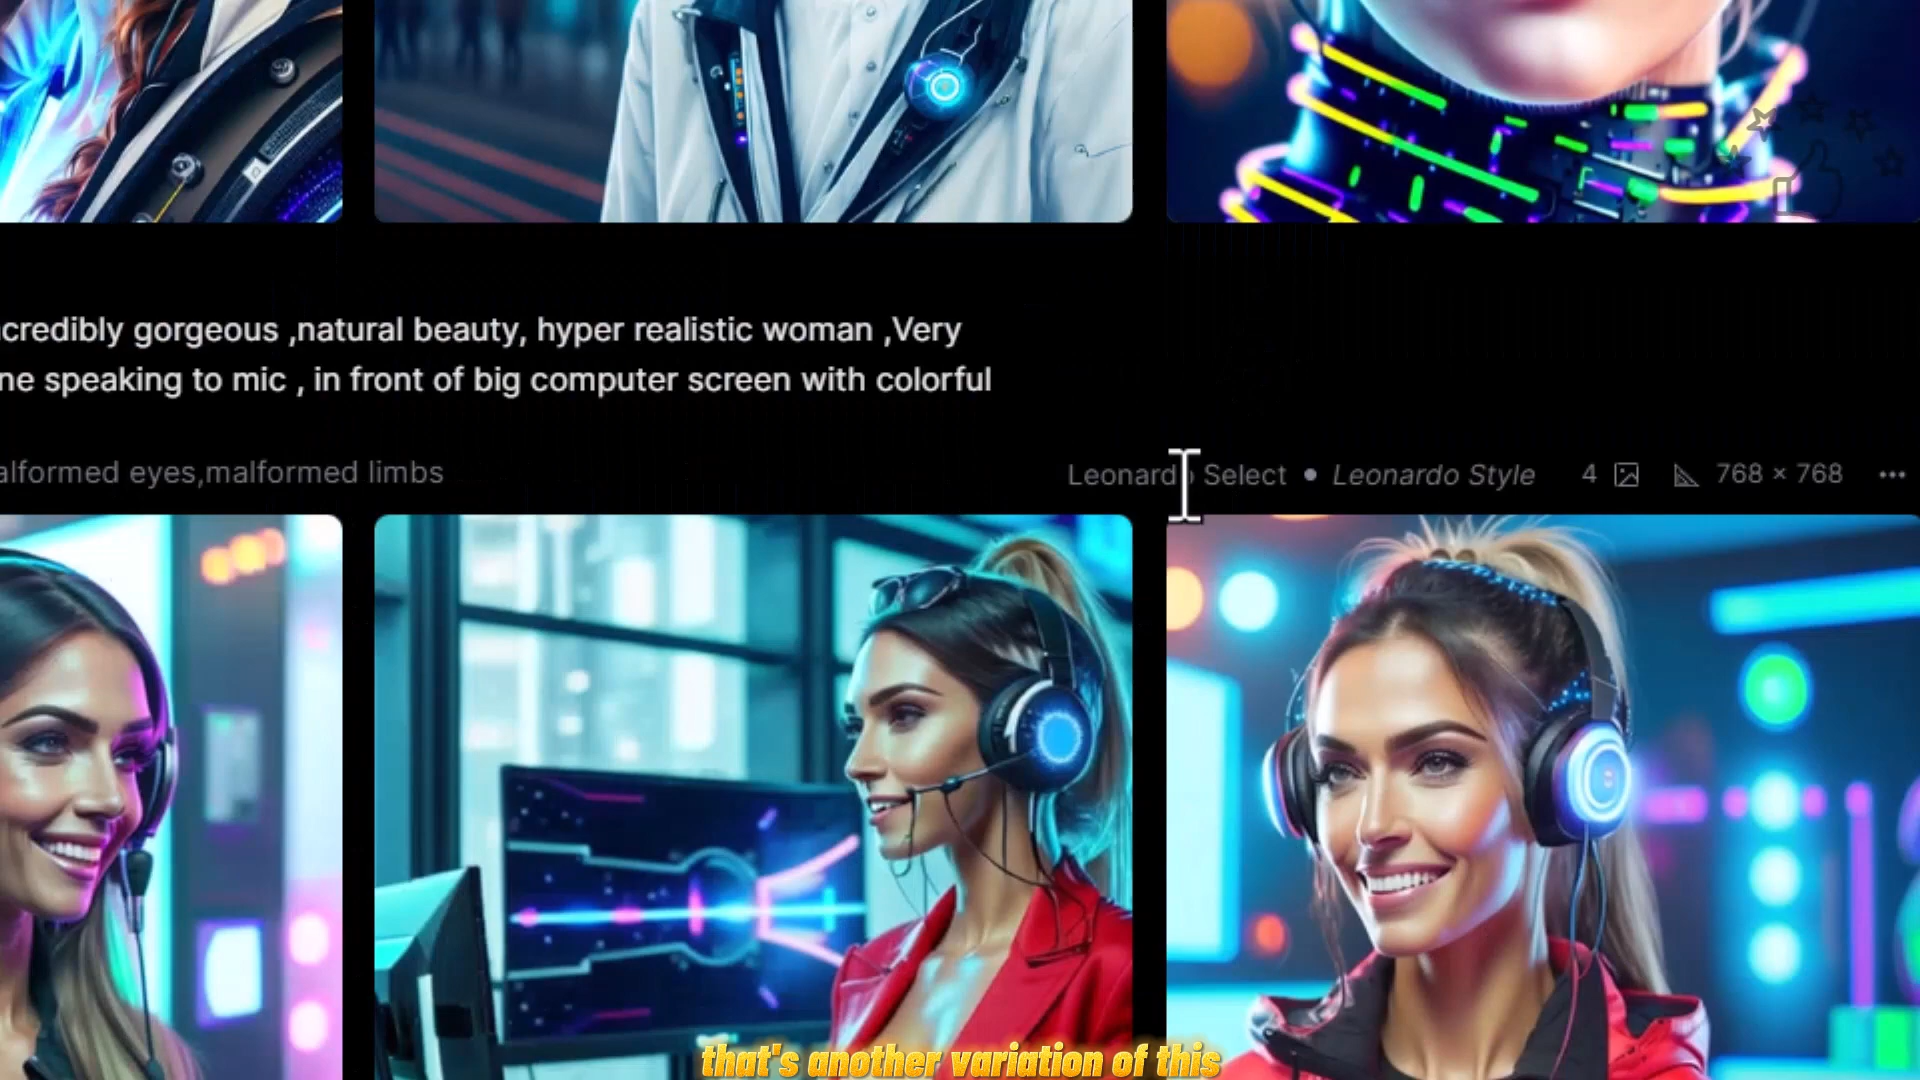 credibly gorgeous ,natural beauty, hyper realistic woman ,Very
ne speaking to mic , in front of big computer screen with colorful
alformed eyes,malformed limbs
Leonardo Select • Leonardo Style 4 768 × 768 •••
that's another variation of this